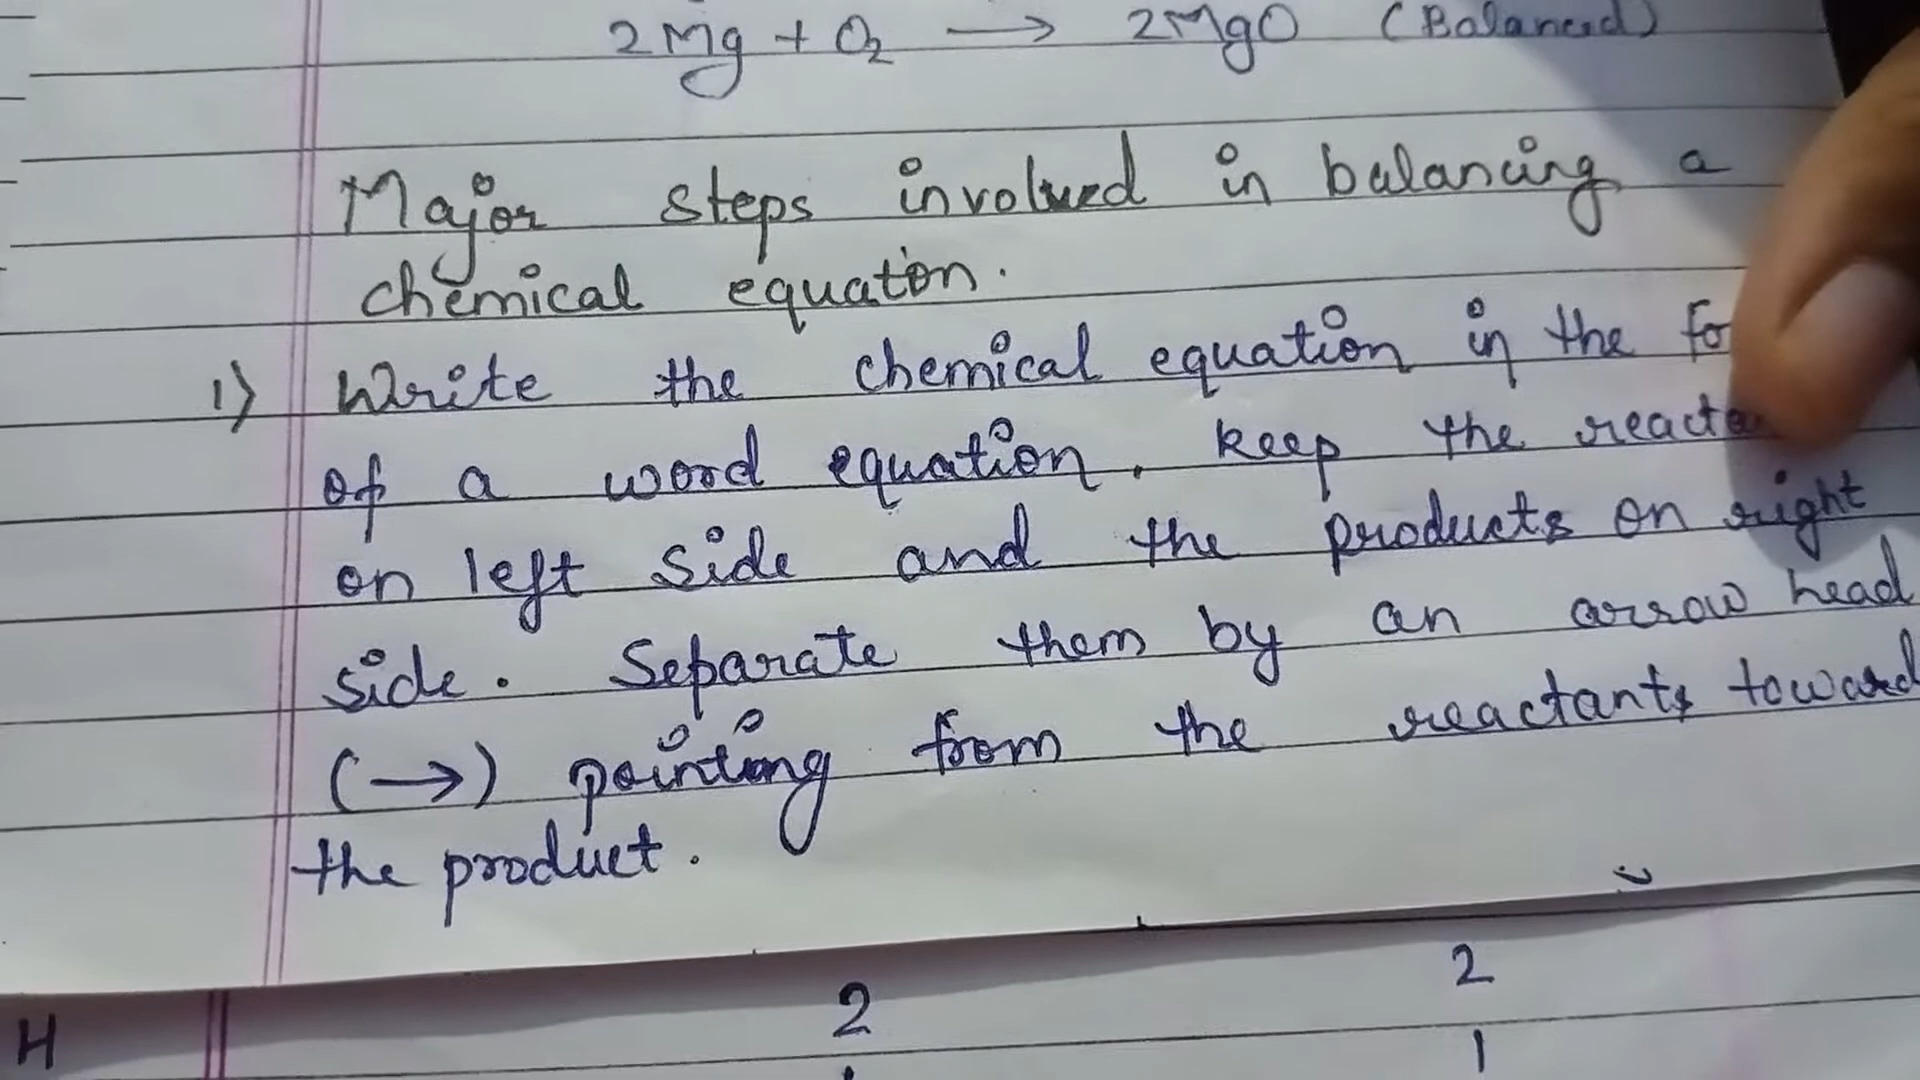 2Mg + O₂ → 2MgO (Balanced)
Major steps involved in balancing a
chemical equation.
1) Write the chemical equation in the
of a word equation, keep the
on left side and the products on right
side. Separate them by an arrow head
(→) pointing from the reactants toward
the product.
2 2
H 1